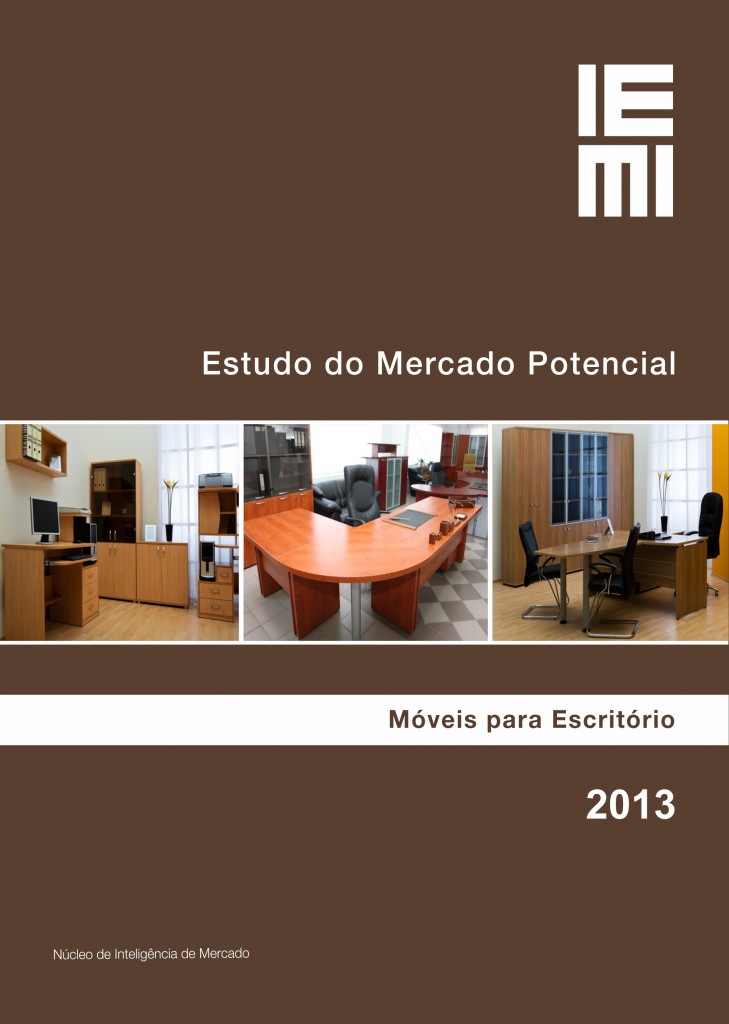 IE
MI
Estudo do Mercado Potencial
Móveis para Escritório
2013
Núcleo de Inteligência de Mercado